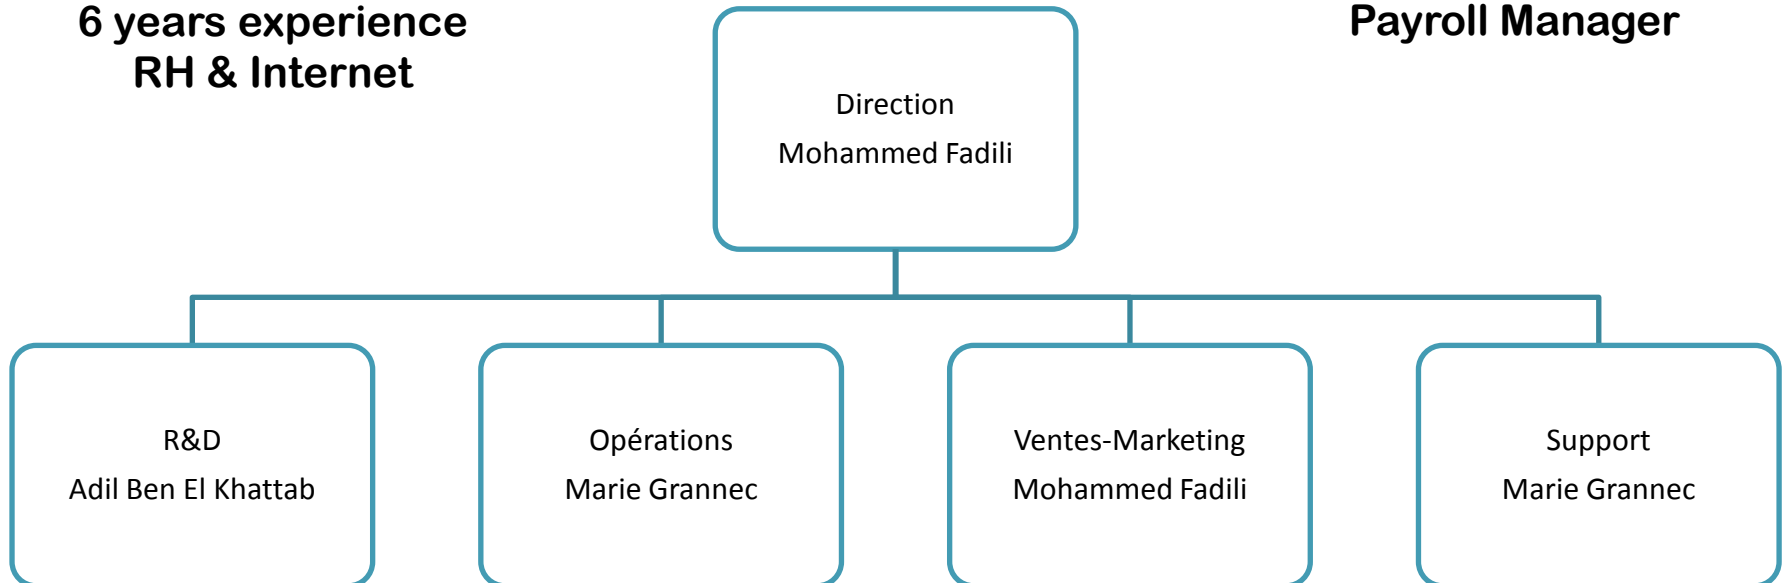 6 years experience
RH & Internet
Payroll Manager
Direction
Mohammed Fadili
R&D
Adil Ben El Khattab
Opérations
Marie Grannec
Ventes-Marketing
Mohammed Fadili
Support
Marie Grannec